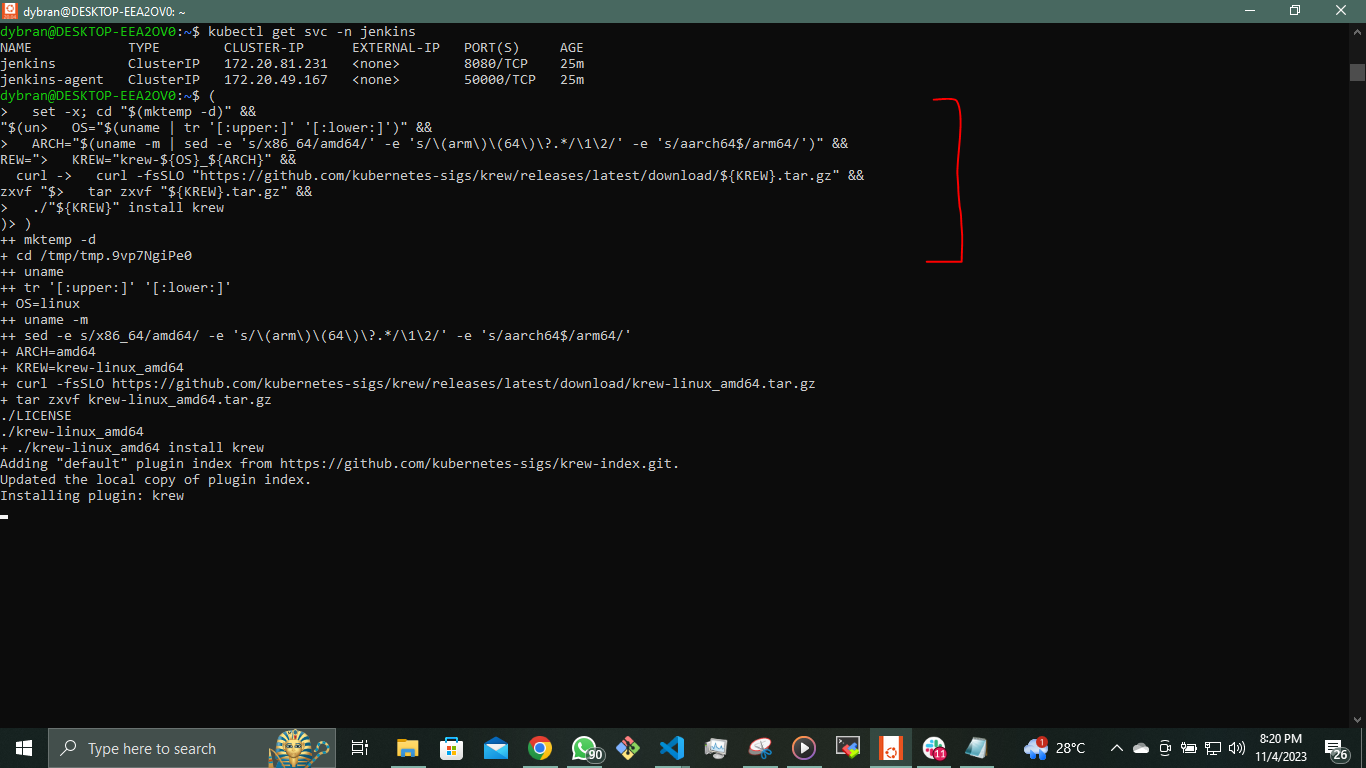 dybran@DESKTOP-EEA2OV0: ~
dybran@DESKTOP-EEA2OV0:~$ kubectl get svc -n jenkins
NAME            TYPE        CLUSTER-IP      EXTERNAL-IP   PORT(S)     AGE
jenkins         ClusterIP   172.20.81.231   <none>        8080/TCP    25m
jenkins-agent   ClusterIP   172.20.49.167   <none>        50000/TCP   25m
dybran@DESKTOP-EEA2OV0:~$ (
>   set -x; cd "$(mktemp -d)" &&
"$(un>   OS="$(uname | tr '[:upper:]' '[:lower:]')" &&
>   ARCH="$(uname -m | sed -e 's/x86_64/amd64/' -e 's/\(arm\)\(64\)\?.*/\1\2/' -e 's/aarch64$/arm64/')" &&
REW=">   KREW="krew-${OS}_${ARCH}" &&
  curl ->   curl -fsSLO "https://github.com/kubernetes-sigs/krew/releases/latest/download/${KREW}.tar.gz" &&
zxvf "$>   tar zxvf "${KREW}.tar.gz" &&
>   ./"${KREW}" install krew
)> )
++ mktemp -d
+ cd /tmp/tmp.9vp7NgiPe0
++ uname
++ tr '[:upper:]' '[:lower:]'
+ OS=linux
++ uname -m
++ sed -e s/x86_64/amd64/ -e 's/\(arm\)\(64\)\?.*/\1\2/' -e 's/aarch64$/arm64/'
+ ARCH=amd64
+ KREW=krew-linux_amd64
+ curl -fsSLO https://github.com/kubernetes-sigs/krew/releases/latest/download/krew-linux_amd64.tar.gz
+ tar zxvf krew-linux_amd64.tar.gz
./LICENSE
./krew-linux_amd64
+ ./krew-linux_amd64 install krew
Adding "default" plugin index from https://github.com/kubernetes-sigs/krew-index.git.
Updated the local copy of plugin index.
Installing plugin: krew
Type here to search
90
11
1
28°C
8:20 PM
11/4/2023
26